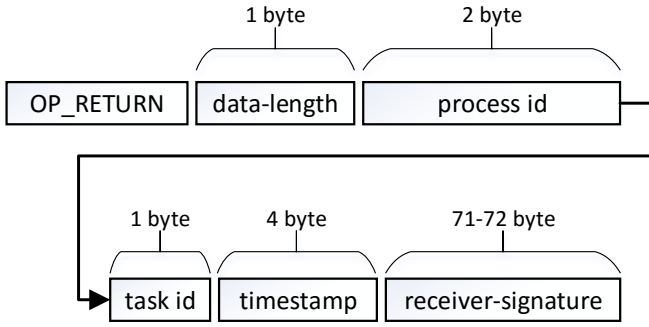 1 byte 2 byte
OP_RETURN data-length process id
1 byte 4 byte 71-72 byte
task id timestamp receiver-signature